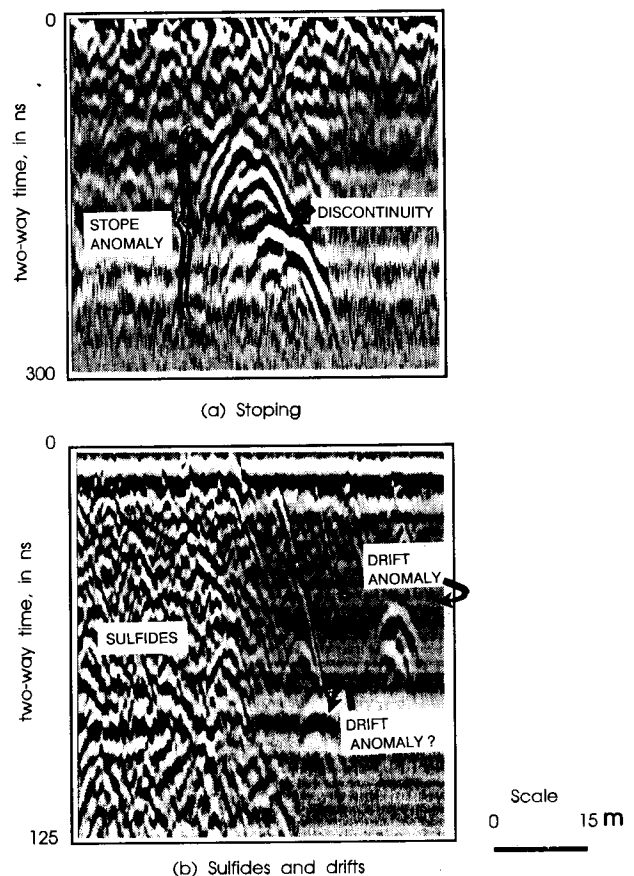 0
two-way time, in ns
STOPE
ANOMALY
DISCONTINUITY
300
(a) Stoping
0
two-way time, in ns
DRIFT
ANOMALY
SULFIDES
DRIFT
ANOMALY ?
125
(b) Sulfides and drifts
Scale
0 15 m